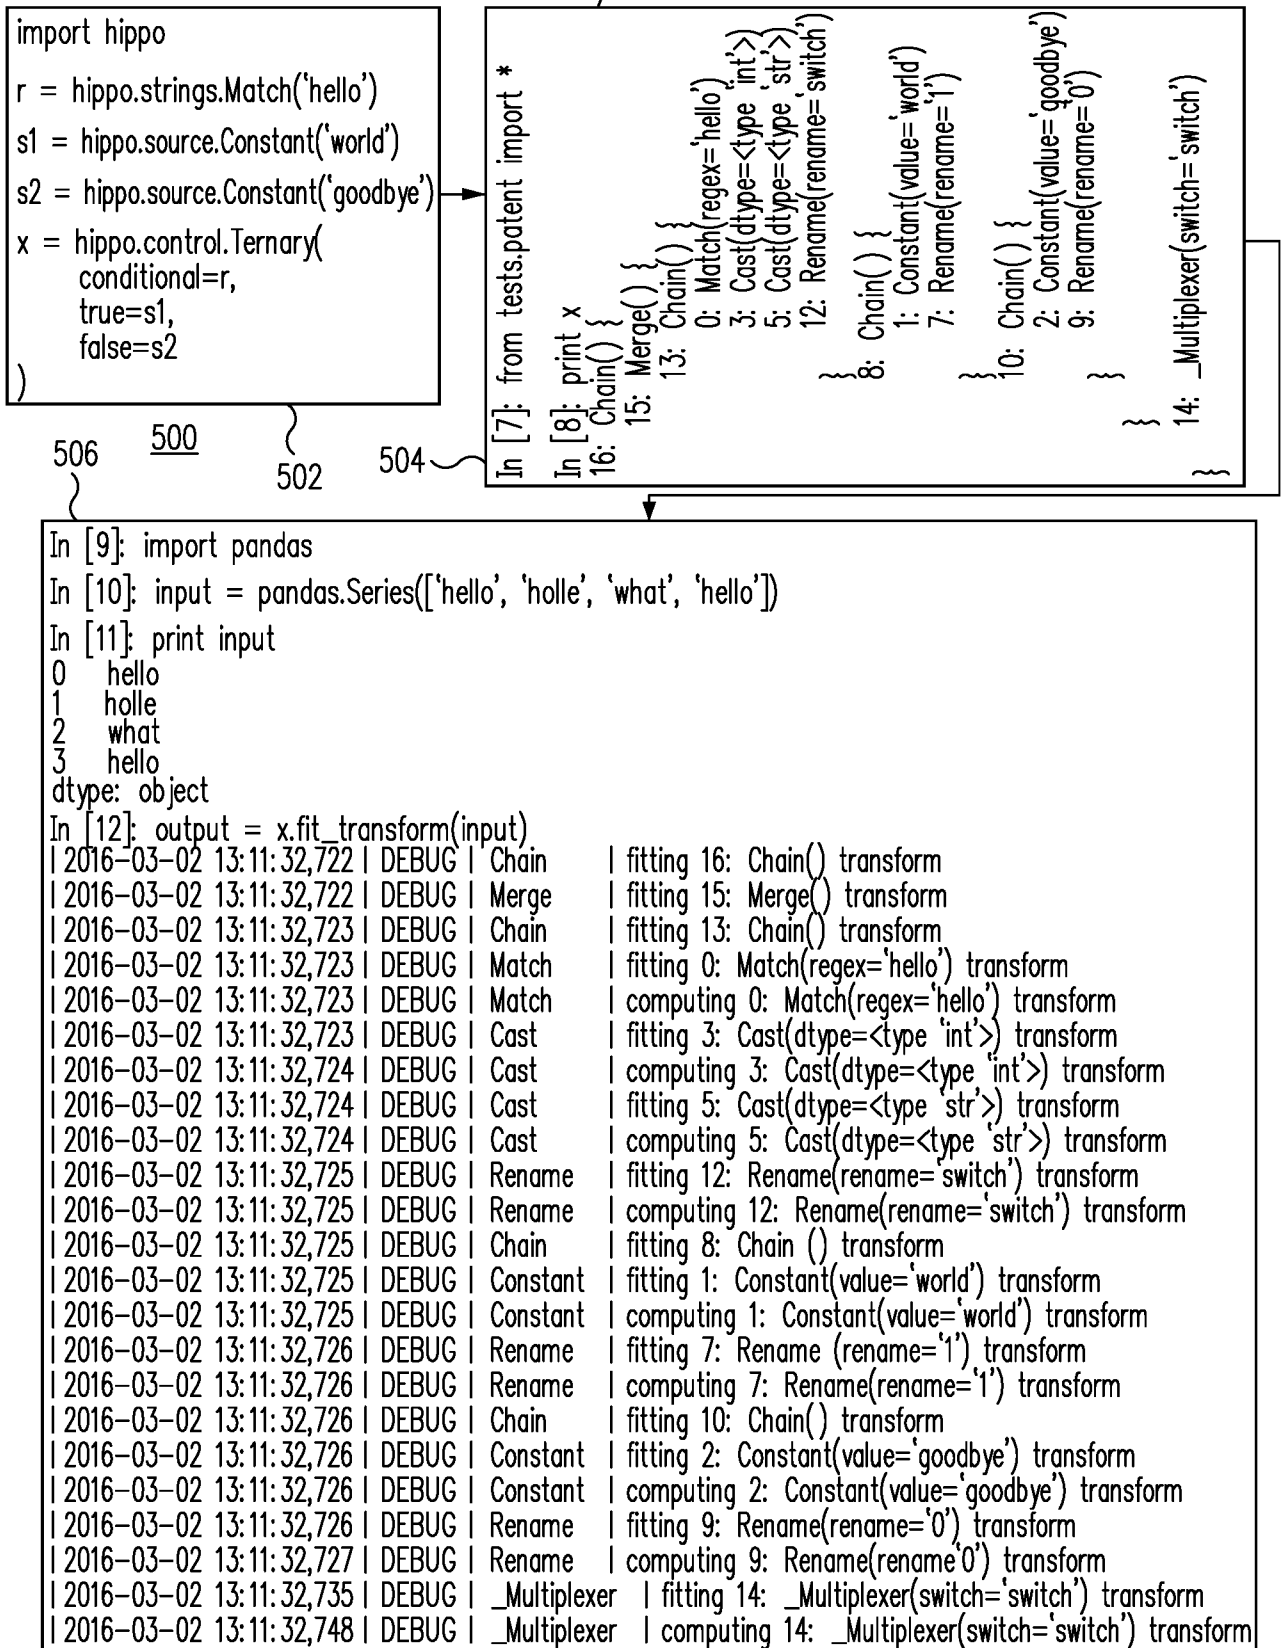 import hippo
r = hippo.strings.Match('hello')
s1 = hippo.source.Constant('world')
s2 = hippo.source.Constant('goodbye')
x = hippo.control.Ternary(
conditional=r,
true=s1,
false=s2
)
500
502
In [7]: from tests.patent import *
In [8]: print x
16: Chain() {
15: Merge() {
13: Chain() {
0: Match(regex='hello')
3: Cast(dtype=<type 'int'>)
5: Cast(dtype=<type 'str'>)
12: Rename(rename='switch')
}
8: Chain() {
1: Constant(value='world')
7: Rename(rename='1')
}
10: Chain() {
2: Constant(value='goodbye')
9: Rename(rename='0')
}
}
14: _Multiplexer(switch='switch')
}
504
506
In [9]: import pandas
In [10]: input = pandas.Series(['hello', 'holle', 'what', 'hello'])
In [11]: print input
0 hello
1 holle
2 what
3 hello
dtype: object
In [12]: output = x.fit_transform(input)
| 2016-03-02 13:11:32,722 | DEBUG | Chain | fitting 16: Chain() transform
| 2016-03-02 13:11:32,722 | DEBUG | Merge | fitting 15: Merge() transform
| 2016-03-02 13:11:32,723 | DEBUG | Chain | fitting 13: Chain() transform
| 2016-03-02 13:11:32,723 | DEBUG | Match | fitting 0: Match(regex='hello') transform
| 2016-03-02 13:11:32,723 | DEBUG | Match | computing 0: Match(regex='hello') transform
| 2016-03-02 13:11:32,723 | DEBUG | Cast | fitting 3: Cast(dtype=<type 'int'>) transform
| 2016-03-02 13:11:32,724 | DEBUG | Cast | computing 3: Cast(dtype=<type 'int'>) transform
| 2016-03-02 13:11:32,724 | DEBUG | Cast | fitting 5: Cast(dtype=<type 'str'>) transform
| 2016-03-02 13:11:32,724 | DEBUG | Cast | computing 5: Cast(dtype=<type 'str'>) transform
| 2016-03-02 13:11:32,725 | DEBUG | Rename | fitting 12: Rename(rename='switch') transform
| 2016-03-02 13:11:32,725 | DEBUG | Rename | computing 12: Rename(rename='switch') transform
| 2016-03-02 13:11:32,725 | DEBUG | Chain | fitting 8: Chain () transform
| 2016-03-02 13:11:32,725 | DEBUG | Constant | fitting 1: Constant(value='world') transform
| 2016-03-02 13:11:32,725 | DEBUG | Constant | computing 1: Constant(value='world') transform
| 2016-03-02 13:11:32,726 | DEBUG | Rename | fitting 7: Rename (rename='1') transform
| 2016-03-02 13:11:32,726 | DEBUG | Rename | computing 7: Rename(rename='1') transform
| 2016-03-02 13:11:32,726 | DEBUG | Chain | fitting 10: Chain() transform
| 2016-03-02 13:11:32,726 | DEBUG | Constant | fitting 2: Constant(value='goodbye') transform
| 2016-03-02 13:11:32,726 | DEBUG | Constant | computing 2: Constant(value='goodbye') transform
| 2016-03-02 13:11:32,726 | DEBUG | Rename | fitting 9: Rename(rename='0') transform
| 2016-03-02 13:11:32,727 | DEBUG | Rename | computing 9: Rename(rename'0') transform
| 2016-03-02 13:11:32,735 | DEBUG | _Multiplexer | fitting 14: _Multiplexer(switch='switch') transform
| 2016-03-02 13:11:32,748 | DEBUG | _Multiplexer | computing 14: _Multiplexer(switch='switch') transform